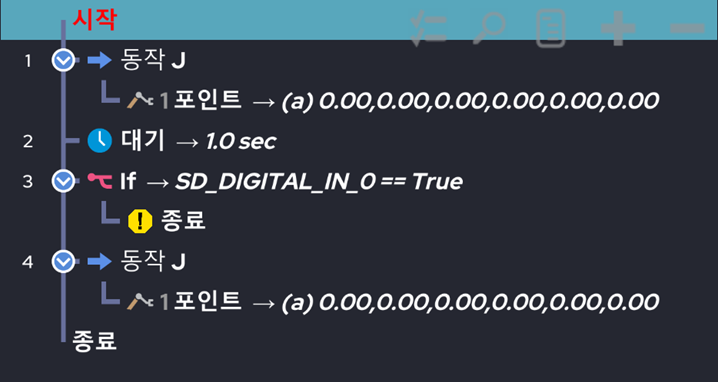 시작
1 동작 J
1 포인트 → (a) 0.00,0.00,0.00,0.00,0.00,0.00
2 대기 → 1.0 sec
3 If → SD_DIGITAL_IN_0 == True
종료
4 동작 J
1 포인트 → (a) 0.00,0.00,0.00,0.00,0.00,0.00
종료